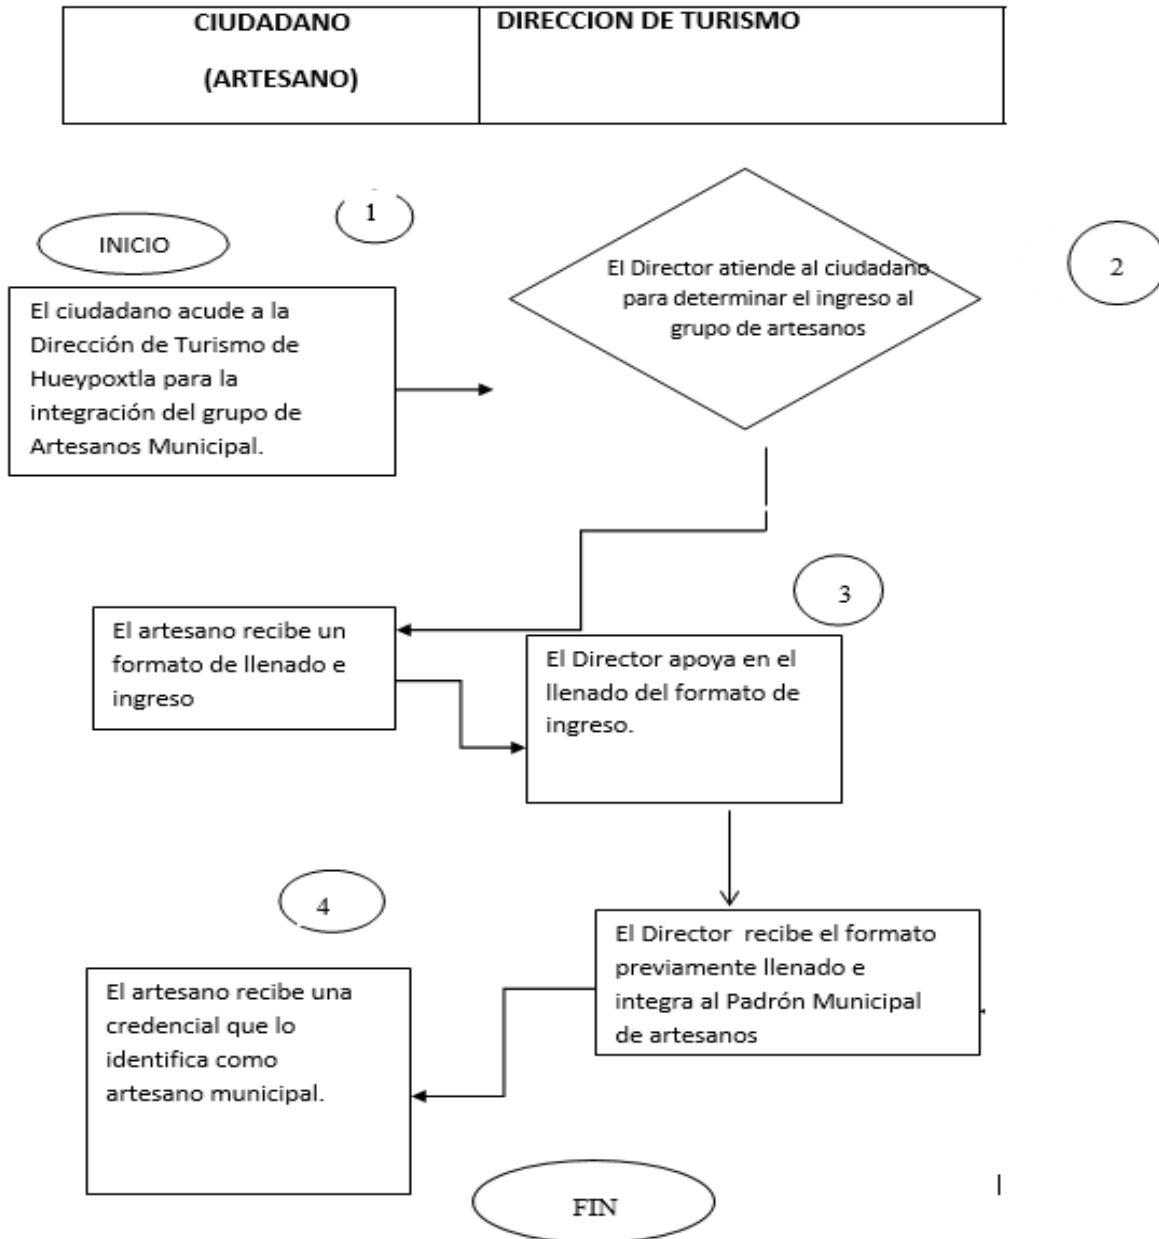 CIUDADANO
(ARTESANO)
DIRECCION DE TURISMO
1
INICIO
El ciudadano acude a la
Dirección de Turismo de
Hueypoxtla para la
integración del grupo de
Artesanos Municipal.
El Director atiende al ciudadano
para determinar el ingreso al
grupo de artesanos
2
El artesano recibe un
formato de llenado e
ingreso
3
El Director apoya en el
llenado del formato de
ingreso.
El Director recibe el formato
previamente llenado e
integra al Padrón Municipal
de artesanos
4
El artesano recibe una
credencial que lo
identifica como
artesano municipal.
FIN